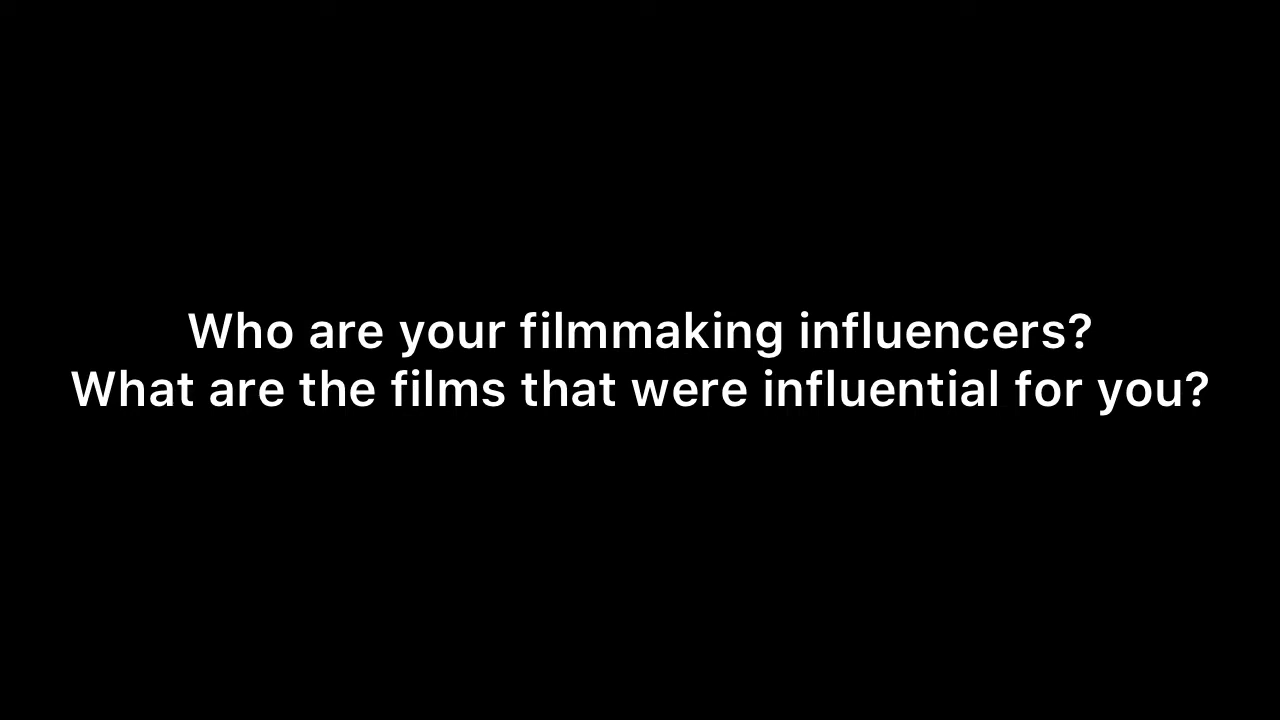 Who are your filmmaking influencers?
What are the films that were influential for you?